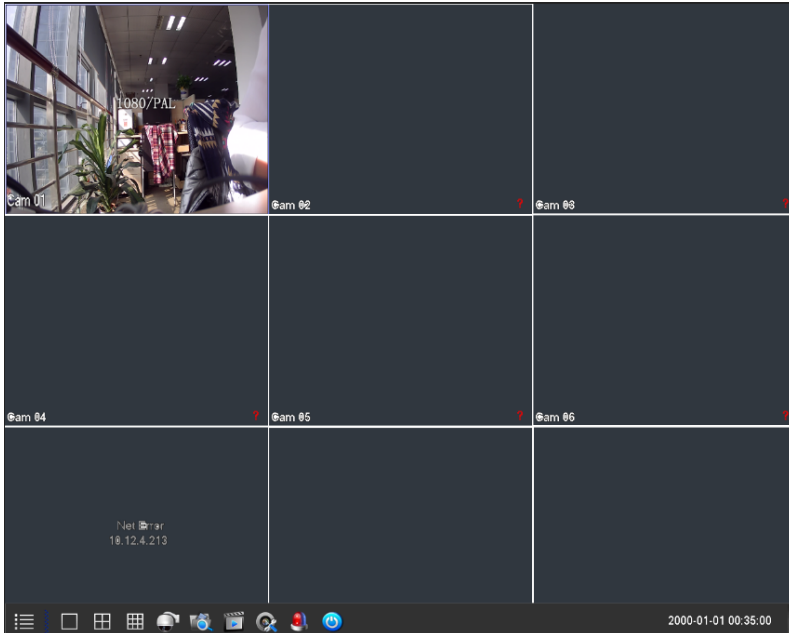 1080/PAL
Cam 01
Cam 02
?
Cam 03
?
Cam 04
?
Cam 05
?
Cam 06
?
Net Error
10.12.4.213
2000-01-01 00:35:00